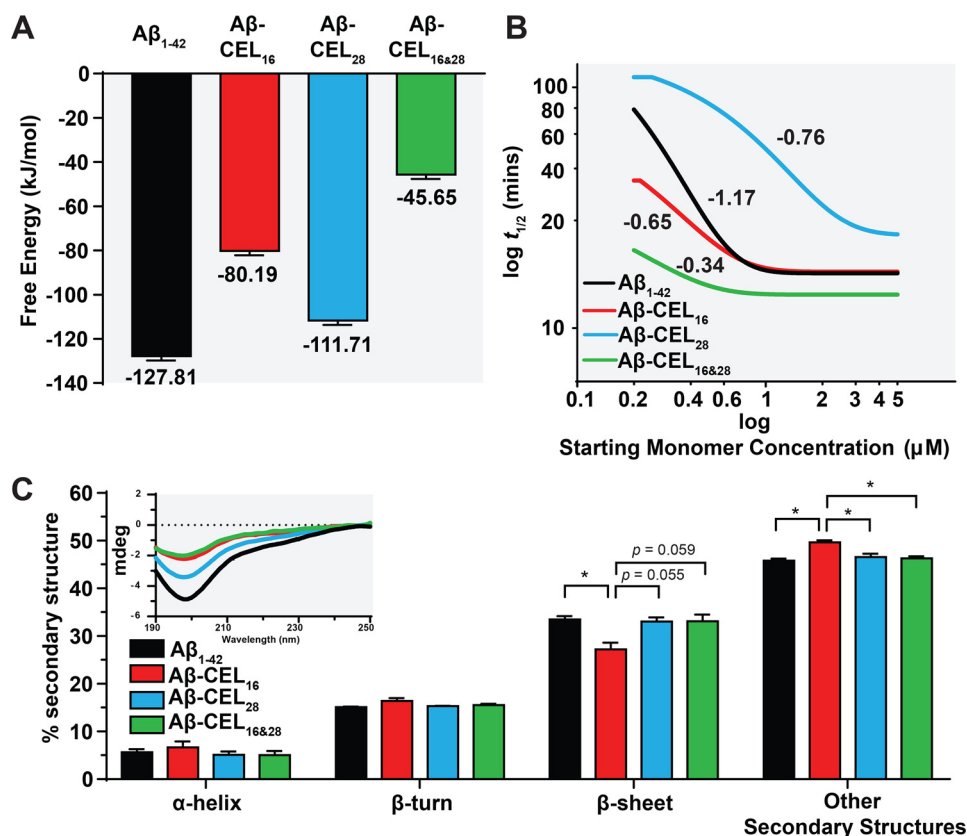 A
Aβ₁₋₄₂
Aβ-
CEL₁₆
Aβ-
CEL₂₈
Aβ-
CEL₁₆&₂₈
Free Energy (kJ/mol)
0
-20
-40
-60
-80
-100
-120
-140
-127.81
-80.19
-111.71
-45.65
B
log t₁/₂ (mins)
100
80
60
40
20
10
-0.76
-1.17
-0.65
-0.34
Aβ₁₋₄₂
Aβ-CEL₁₆
Aβ-CEL₂₈
Aβ-CEL₁₆&₂₈
0.1 0.2 0.4 0.6 1 2 3 4 5
log
Starting Monomer Concentration (μM)
C
% secondary structure
60
50
40
30
20
10
0
mdeg
2
0
-2
-4
-6
190 210 230 250
Wavelength (nm)
Aβ₁₋₄₂
Aβ-CEL₁₆
Aβ-CEL₂₈
Aβ-CEL₁₆&₂₈
*
p = 0.059
p = 0.055
*
*
*
α-helix
β-turn
β-sheet
Other
Secondary Structures